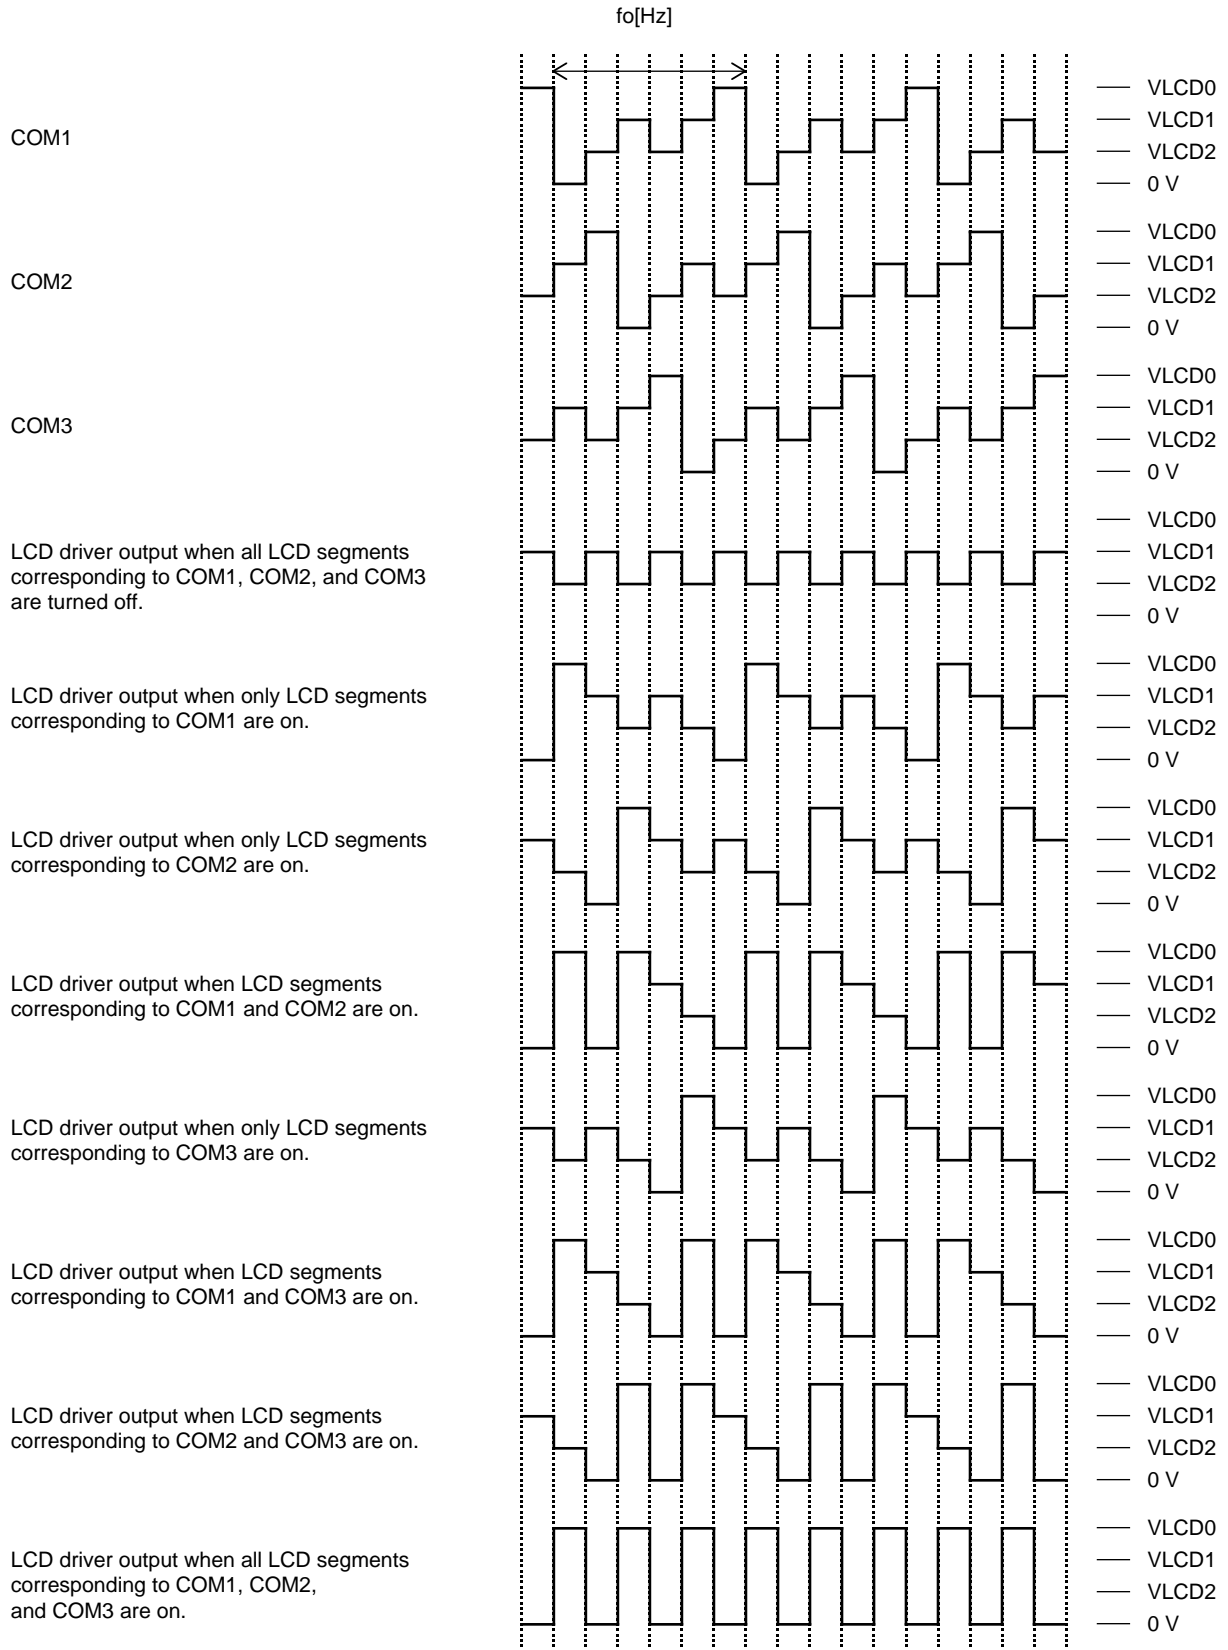 fo[Hz]
COM1
VLCD0
VLCD1
VLCD2
0 V
COM2
VLCD0
VLCD1
VLCD2
0 V
COM3
VLCD0
VLCD1
VLCD2
0 V
LCD driver output when all LCD segments
corresponding to COM1, COM2, and COM3
are turned off.
VLCD0
VLCD1
VLCD2
0 V
LCD driver output when only LCD segments
corresponding to COM1 are on.
VLCD0
VLCD1
VLCD2
0 V
LCD driver output when only LCD segments
corresponding to COM2 are on.
VLCD0
VLCD1
VLCD2
0 V
LCD driver output when LCD segments
corresponding to COM1 and COM2 are on.
VLCD0
VLCD1
VLCD2
0 V
LCD driver output when only LCD segments
corresponding to COM3 are on.
VLCD0
VLCD1
VLCD2
0 V
LCD driver output when LCD segments
corresponding to COM1 and COM3 are on.
VLCD0
VLCD1
VLCD2
0 V
LCD driver output when LCD segments
corresponding to COM2 and COM3 are on.
VLCD0
VLCD1
VLCD2
0 V
LCD driver output when all LCD segments
corresponding to COM1, COM2,
and COM3 are on.
VLCD0
VLCD1
VLCD2
0 V